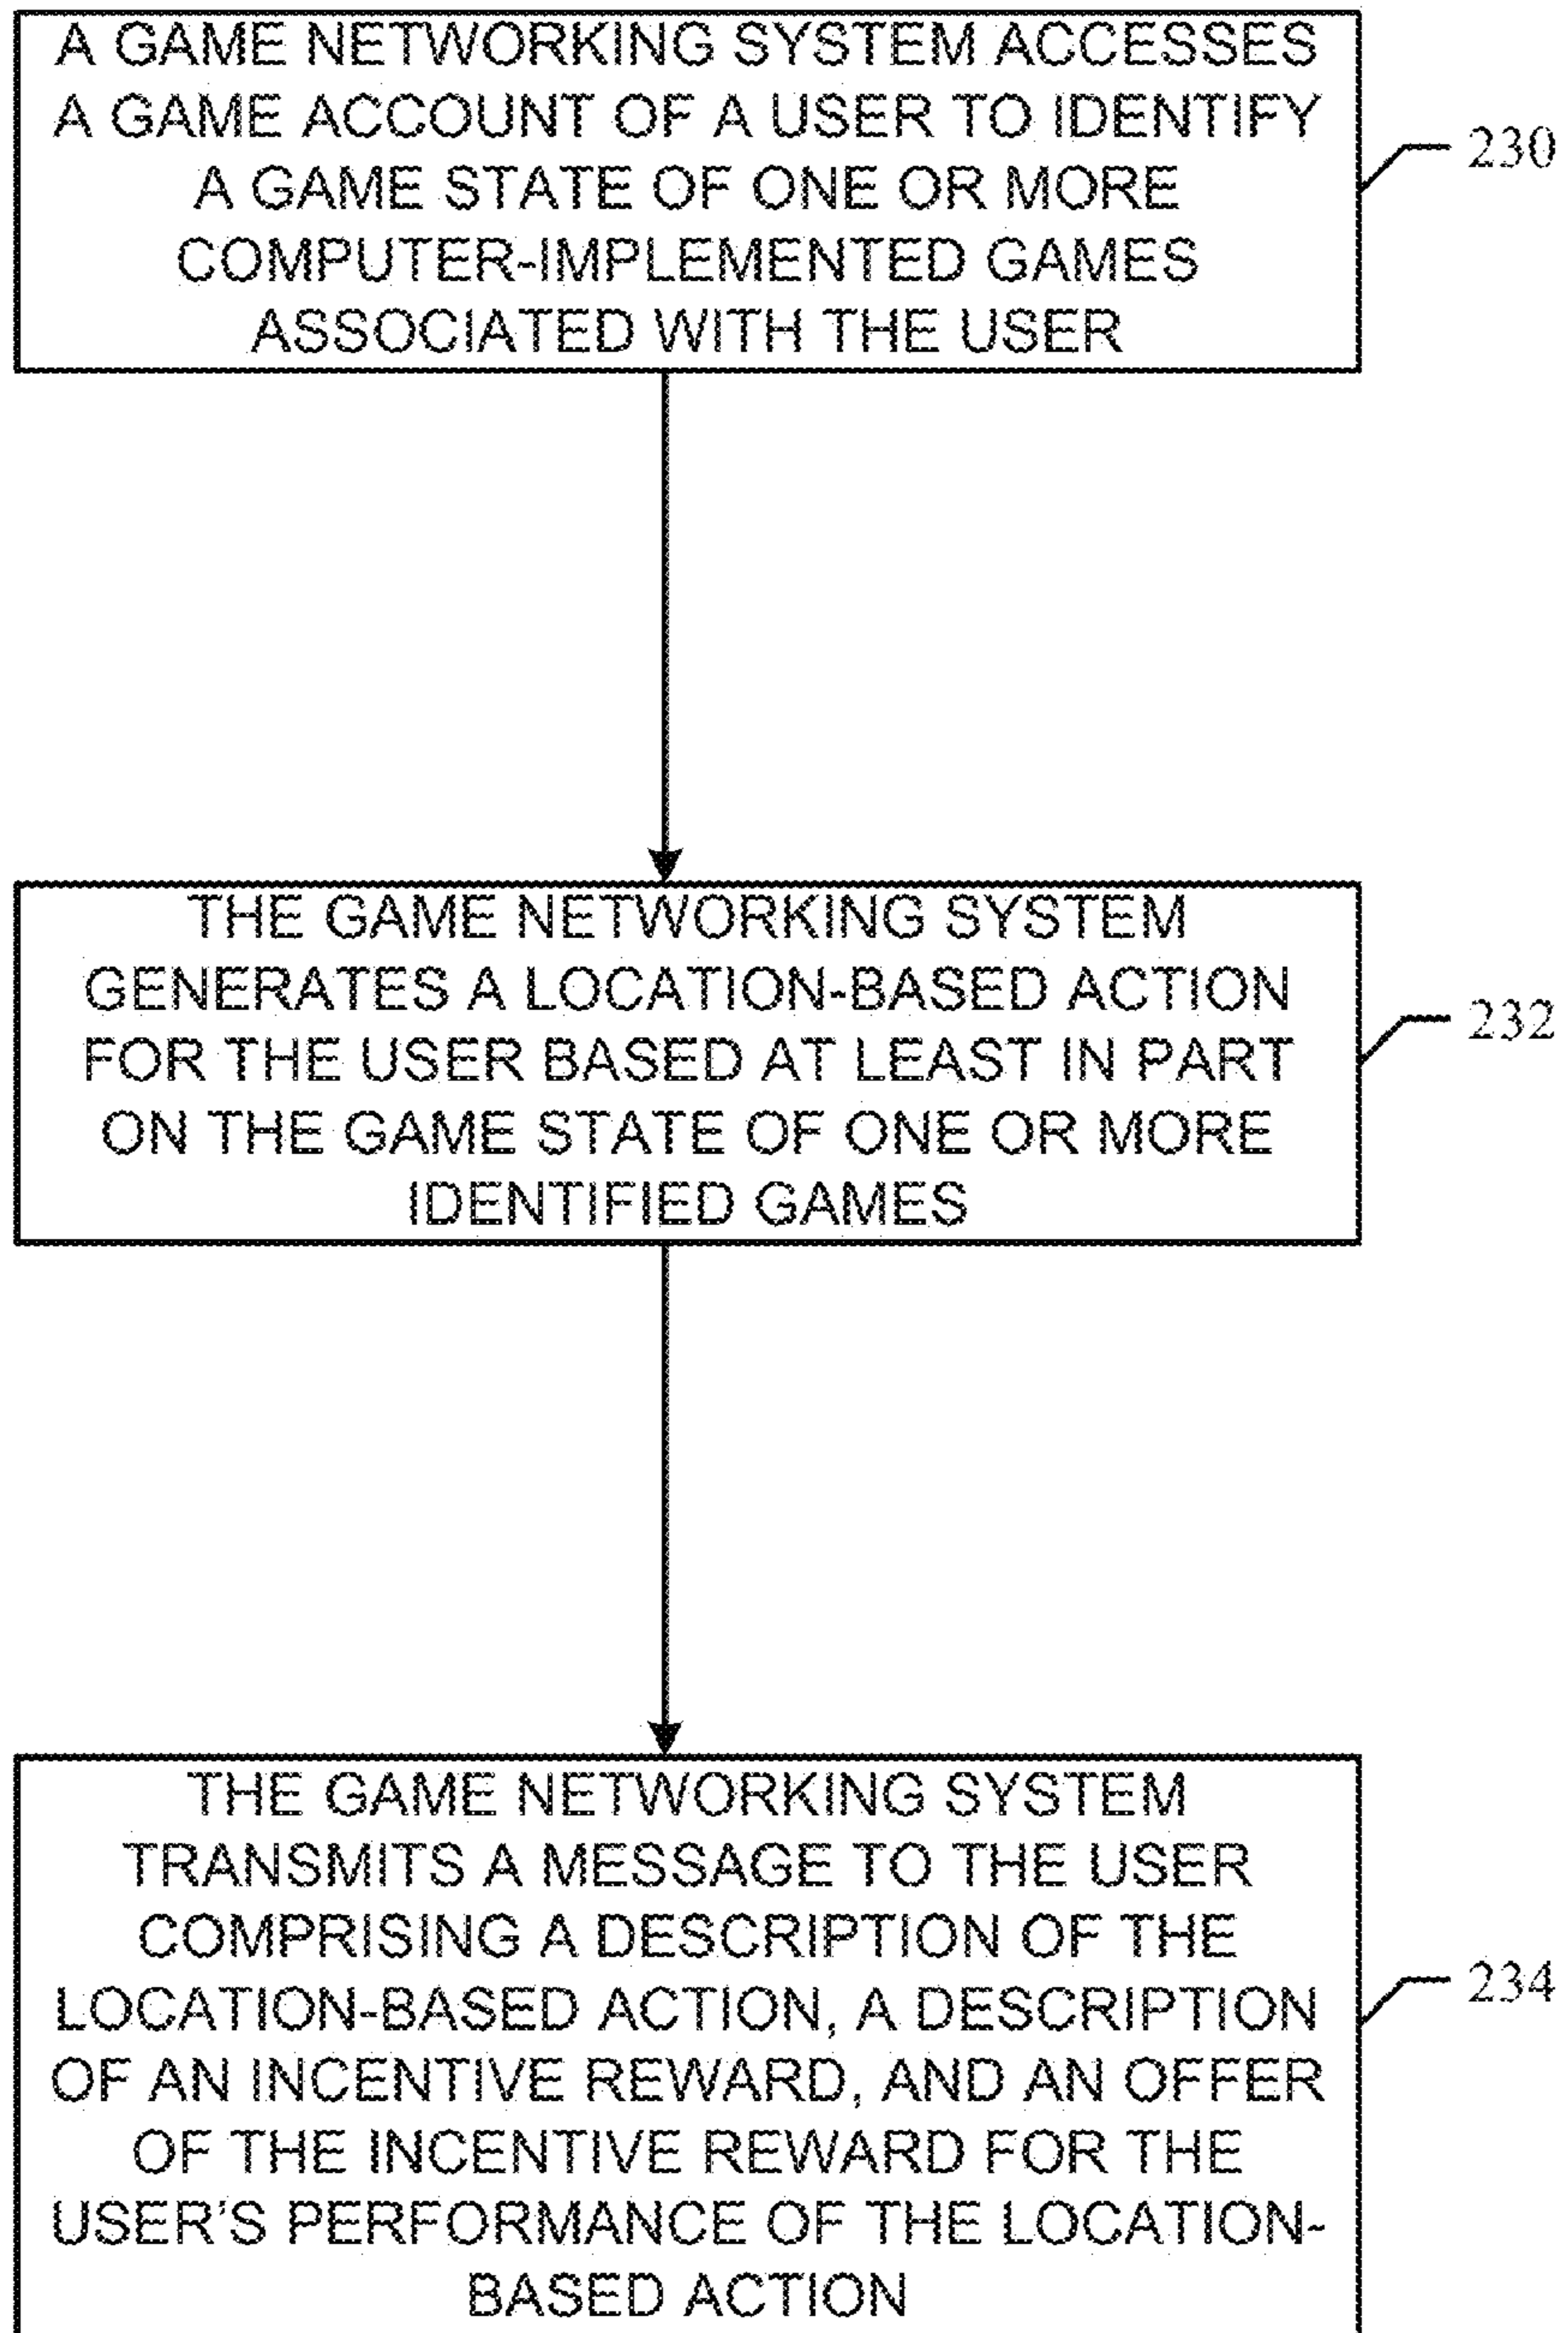 A GAME NETWORKING SYSTEM ACCESSES
A GAME ACCOUNT OF A USER TO IDENTIFY
A GAME STATE OF ONE OR MORE
COMPUTER-IMPLEMENTED GAMES
ASSOCIATED WITH THE USER
230
THE GAME NETWORKING SYSTEM
GENERATES A LOCATION-BASED ACTION
FOR THE USER BASED AT LEAST IN PART
ON THE GAME STATE OF ONE OR MORE
IDENTIFIED GAMES
232
THE GAME NETWORKING SYSTEM
TRANSMITS A MESSAGE TO THE USER
COMPRISING A DESCRIPTION OF THE
LOCATION-BASED ACTION, A DESCRIPTION
OF AN INCENTIVE REWARD, AND AN OFFER
OF THE INCENTIVE REWARD FOR THE
USER'S PERFORMANCE OF THE LOCATION-
BASED ACTION
234